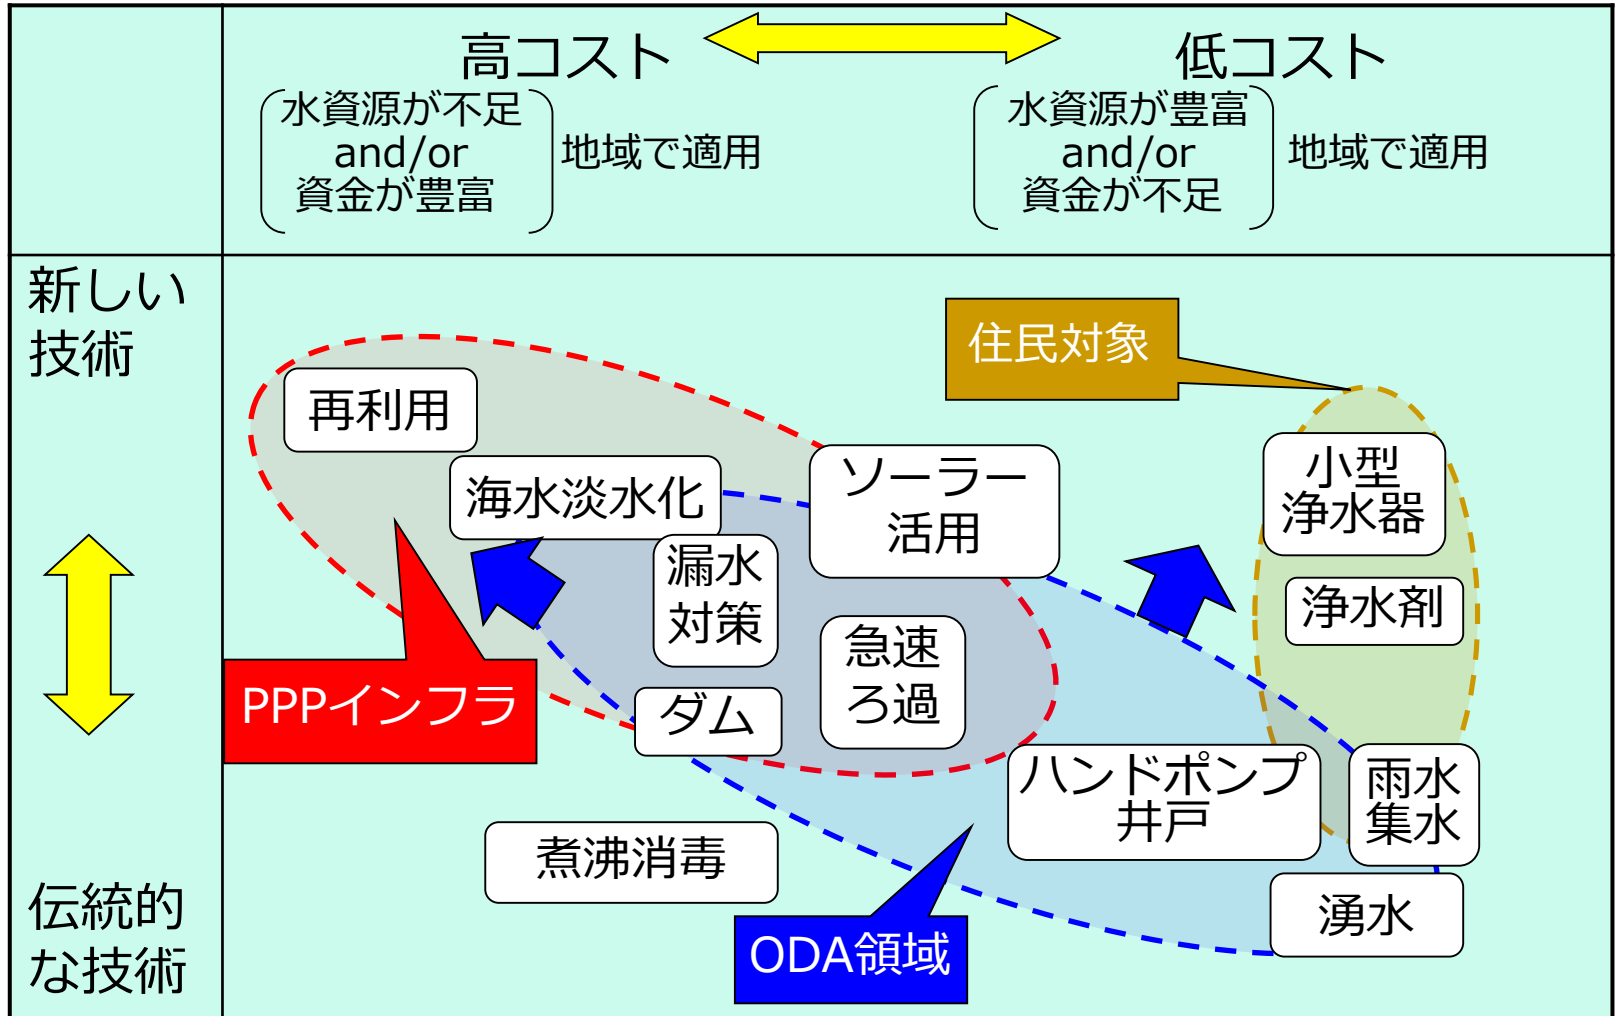 高コスト
水資源が不足
and/or
資金が豊富
地域で適用
低コスト
水資源が豊富
and/or
資金が不足
地域で適用
新しい
技術
伝統的
な技術
住民対象
再利用
海水淡水化
ソーラー
活用
小型
浄水器
漏水
対策
浄水剤
急速
ろ過
PPPインフラ
ダム
ハンドポンプ
井戸
雨水
集水
煮沸消毒
湧水
ODA領域